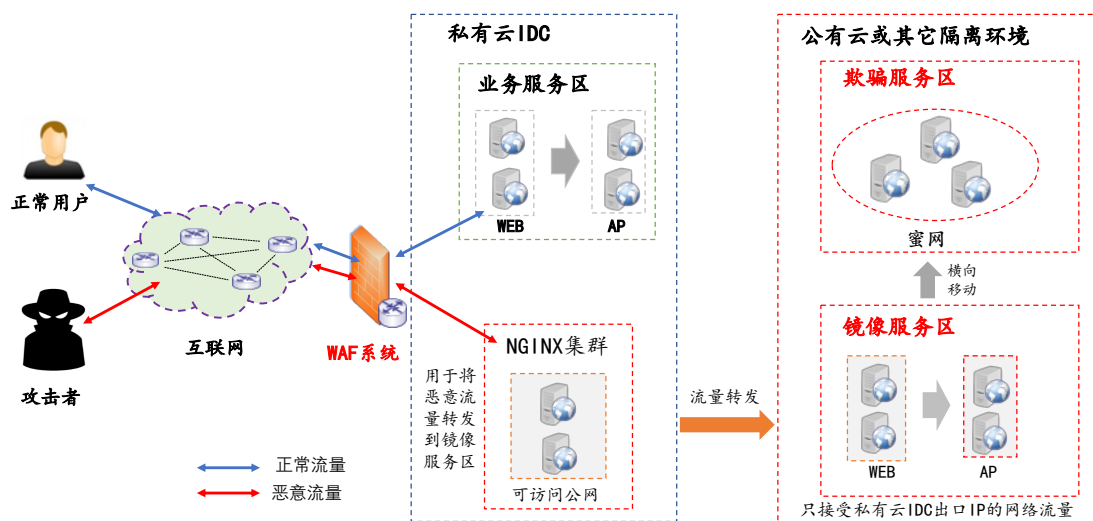 私有云IDC
业务服务区
WEB
AP
正常用户
攻击者
互联网
WAF系统
NGINX集群
用于将
恶意流
量转发
到镜像
服务区
可访问公网
正常流量
恶意流量
流量转发
公有云或其它隔离环境
欺骗服务区
蜜网
横向
移动
镜像服务区
WEB
AP
只接受私有云IDC出口IP的网络流量